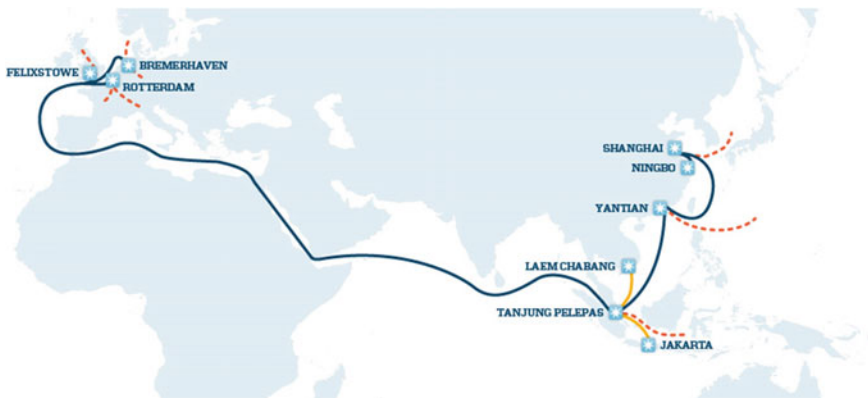 BREMERHAVEN
FELIXSTOWE
ROTTERDAM
SHANGHAI
NINGBO
YANTIAN
LAEM CHABANG
TANJUNG PELEPAS
JAKARTA